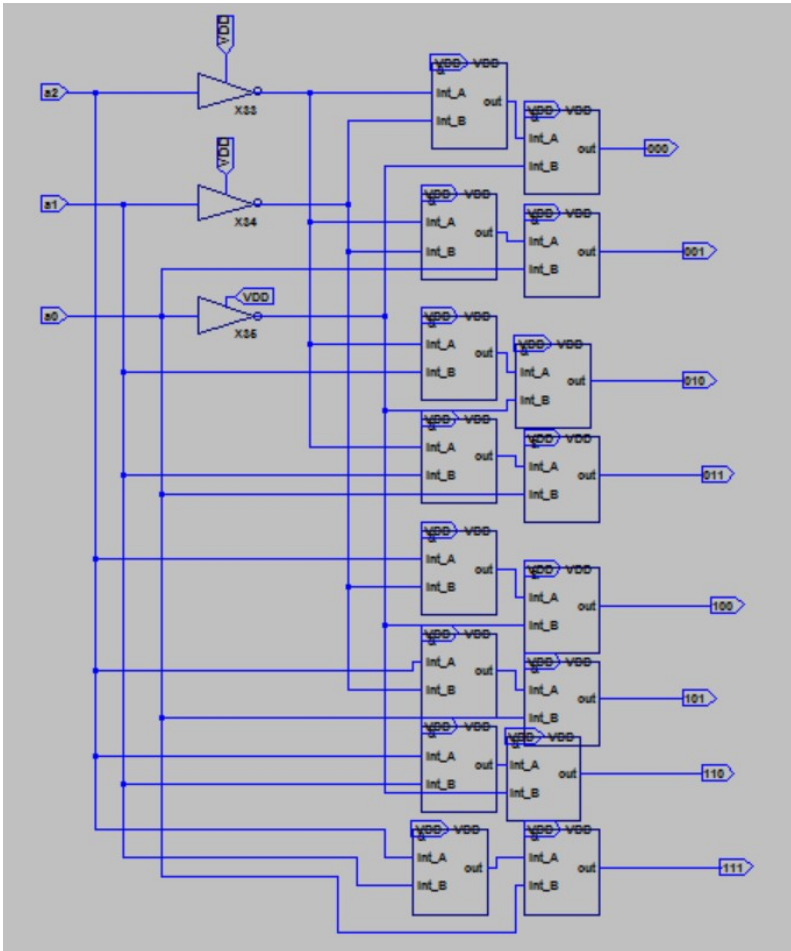 VDD
a2
X33
VDD
a1
X34
VDD
a0
X35
VDD VDD
Int_A
Int_B
out
VDD VDD
Int_A
Int_B
out
000
VDD VDD
Int_A
Int_B
out
VDD VDD
Int_A
Int_B
out
001
VDD VDD
Int_A
Int_B
out
VDD VDD
Int_A
Int_B
out
010
VDD VDD
Int_A
Int_B
out
VDD VDD
Int_A
Int_B
out
011
VDD VDD
Int_A
Int_B
out
VDD VDD
Int_A
Int_B
out
100
VDD VDD
Int_A
Int_B
out
VDD VDD
Int_A
Int_B
out
101
VDD VDD
Int_A
Int_B
out
VDD VDD
Int_A
Int_B
out
110
VDD VDD
Int_A
Int_B
out
VDD VDD
Int_A
Int_B
out
111